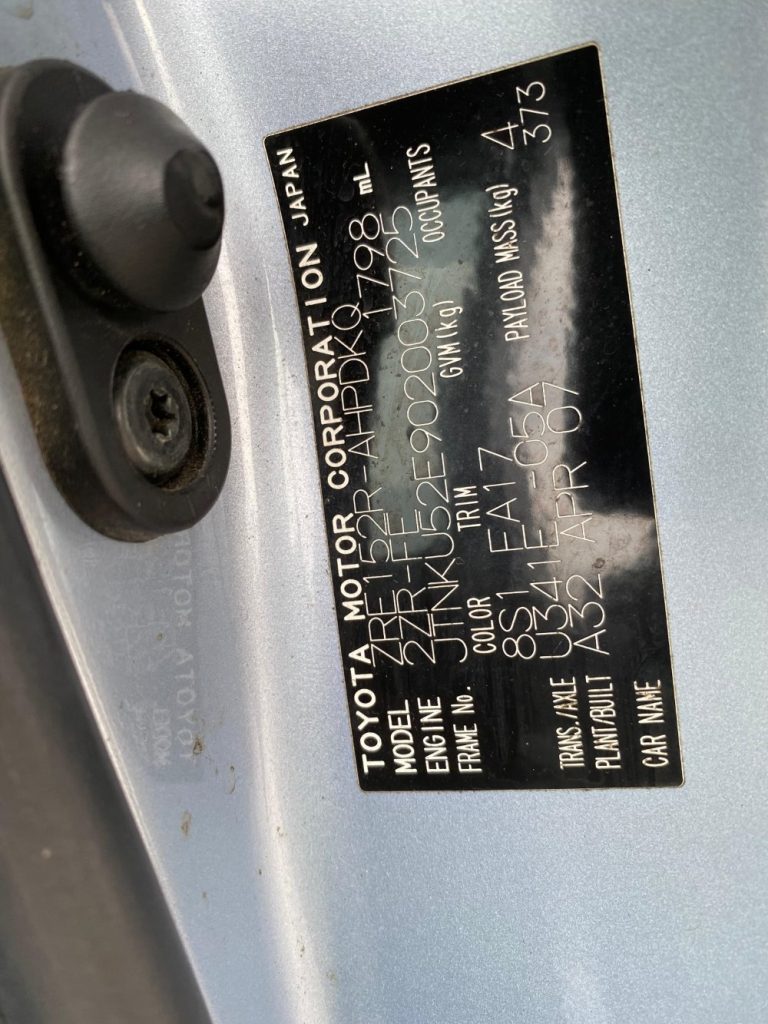 TOYOTA MOTOR CORPORATION JAPAN
MODEL ZRE152R-AHPDKQ
ENGINE 2ZR-FE 1798 mL
FRAME No. JTNKU52E902003725
COLOR TRIM GVM(kg) OCCUPANTS
8S1 EA17 4
TRANS./AXLE U341E -05A PAYLOAD MASS(kg) 373
PLANT/BUILT A32 APR 07
CAR NAME